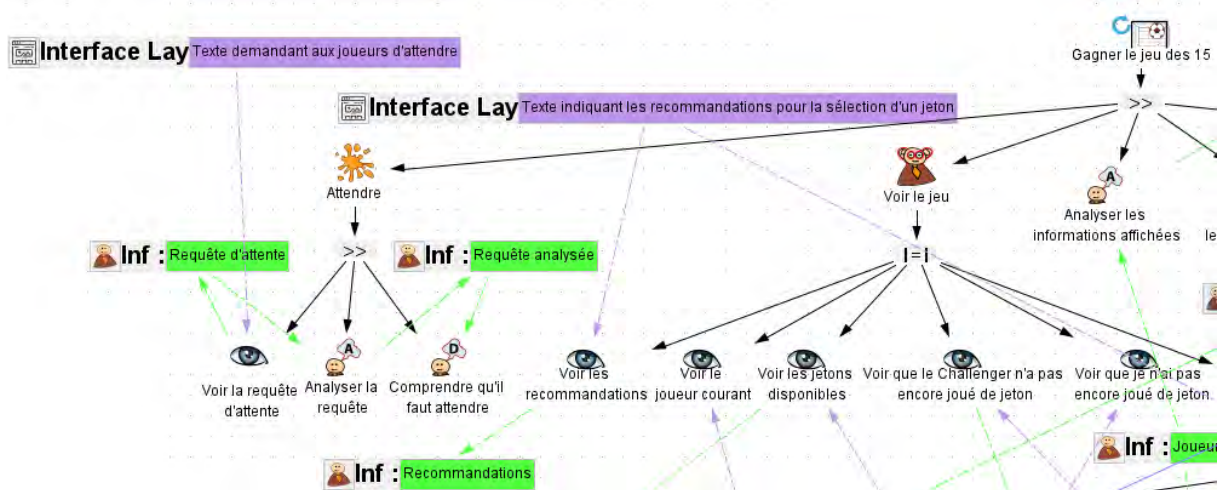 Interface Lay Texte demandant aux joueurs d'attendre
Gagner le jeu des 15
>>
Interface Lay Texte indiquant les recommandations pour la sélection d'un jeton
Attendre
Voir le jeu
A
Analyser les
informations affichées
le
Inf : Requête d'attente
>>
Inf : Requête analysée
|=|
A
D
Voir la requête
d'attente
Analyser la
requête
Comprendre qu'il
faut attendre
Voir les
recommandations
Voir le
joueur courant
Voir les jetons
disponibles
Voir que le Challenger n'a pas
encore joué de jeton
Voir que je n'ai pas
encore joué de jeton
Inf : Joueur
Inf : Recommandations